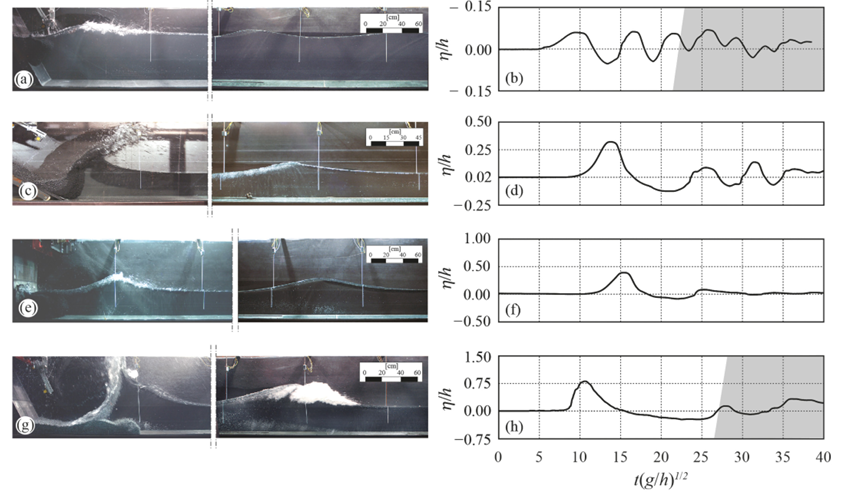 [cm]
0 20 40 60
(a)
η/h
0.15
0.00
0.15
(b)
[cm]
0 15 30 45
(c)
η/h
0.50
0.25
0.02
−0.25
(d)
[cm]
0 20 40 60
(e)
η/h
1.00
0.50
0.00
−0.50
(f)
[cm]
0 20 40 60
g
η/h
1.50
0.75
0.00
−0.75
(h)
0 5 10 15 20 25 30 35 40
t(g/h)^1/2